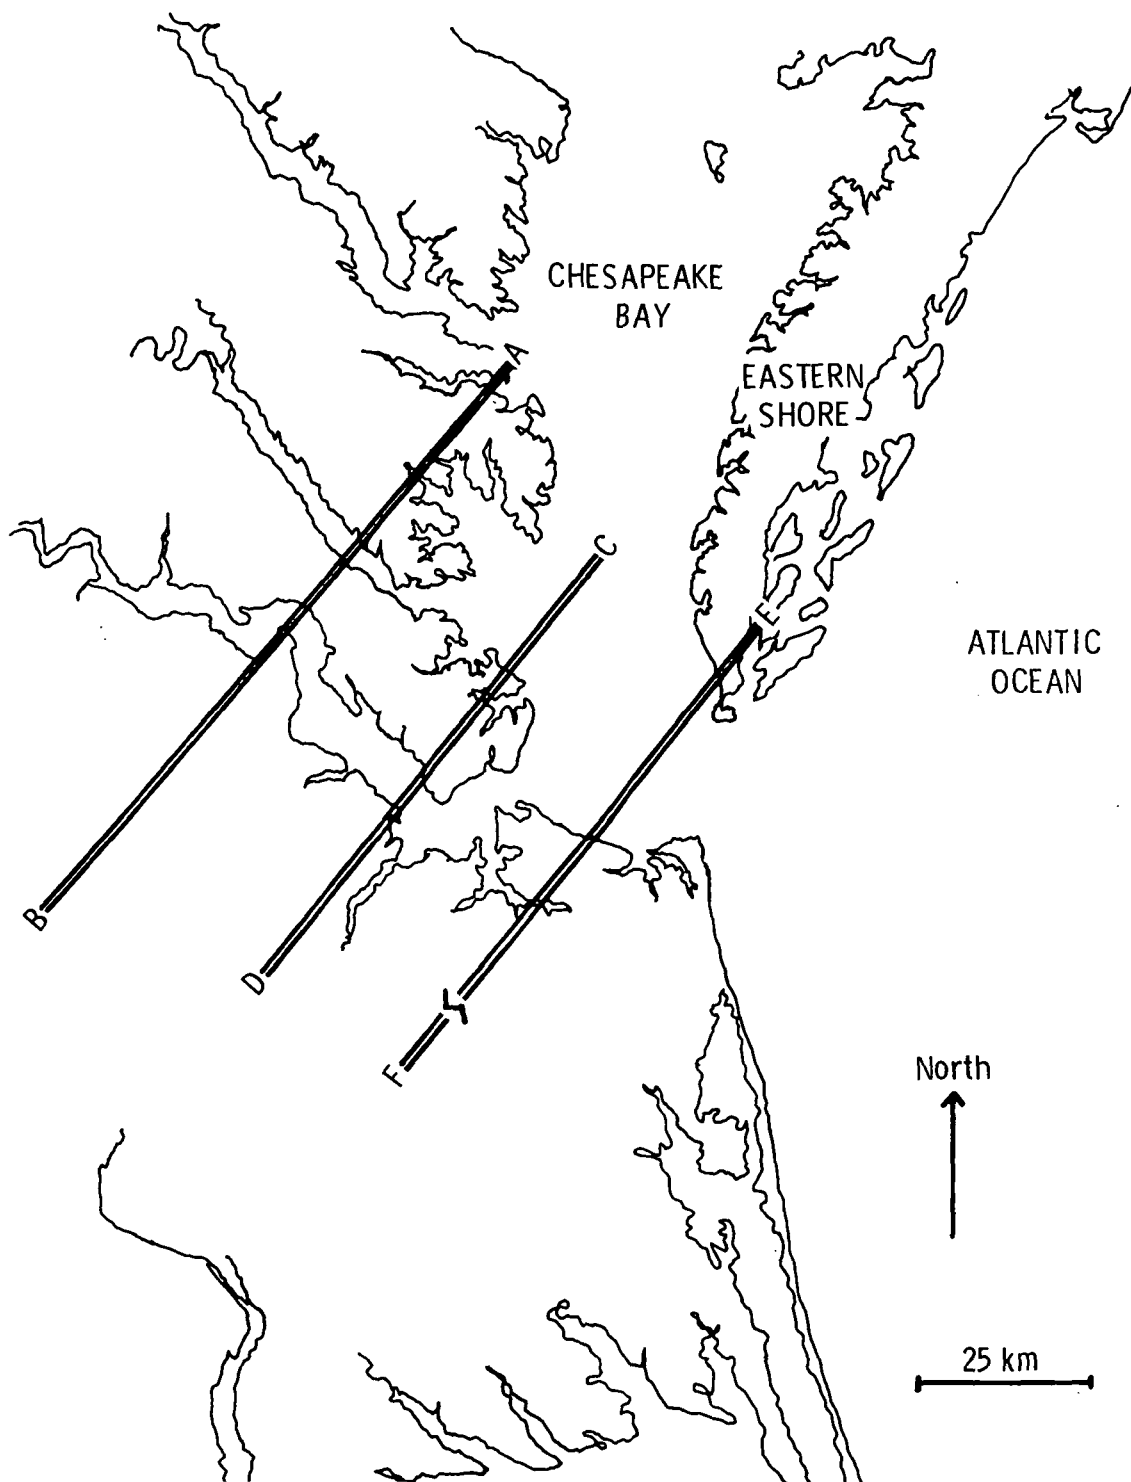 CHESAPEAKE
BAY
A
EASTERN
SHORE
C
E
ATLANTIC
OCEAN
B
D
F
North
25 km